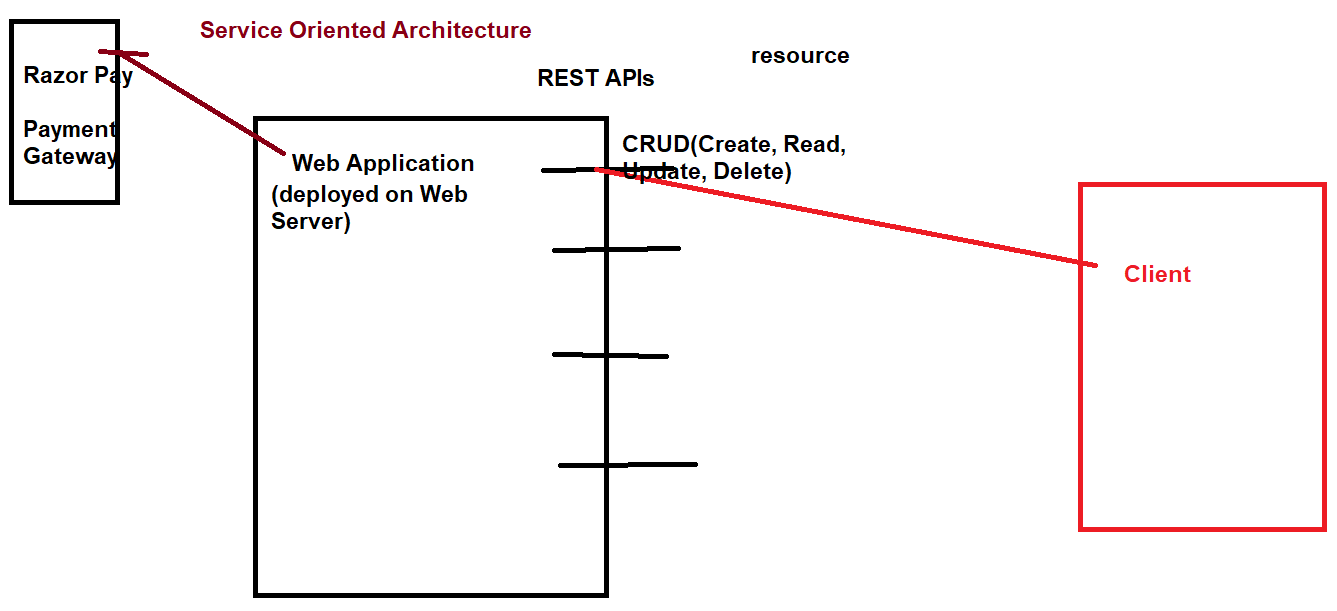 Service Oriented Architecture
resource
Razor Pay
REST APIs
Payment
Gateway
CRUD(Create, Read,
Update, Delete)
Web Application
(deployed on Web
Server)
Client